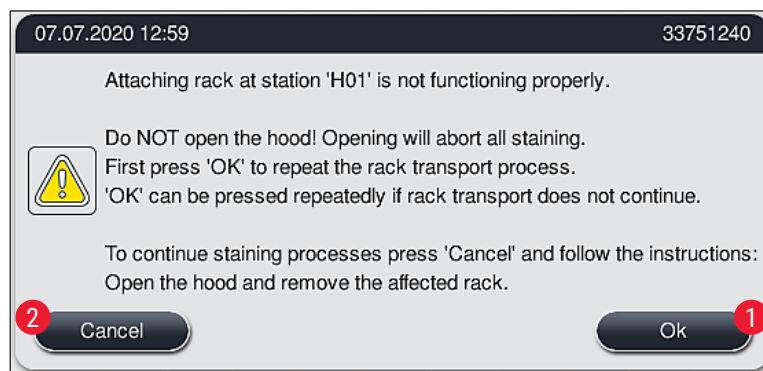 07.07.2020 12:59 33751240
Attaching rack at station 'H01' is not functioning properly.
Do NOT open the hood! Opening will abort all staining.
First press 'OK' to repeat the rack transport process.
'OK' can be pressed repeatedly if rack transport does not continue.
To continue staining processes press 'Cancel' and follow the instructions:
Open the hood and remove the affected rack.
2 Cancel Ok 1